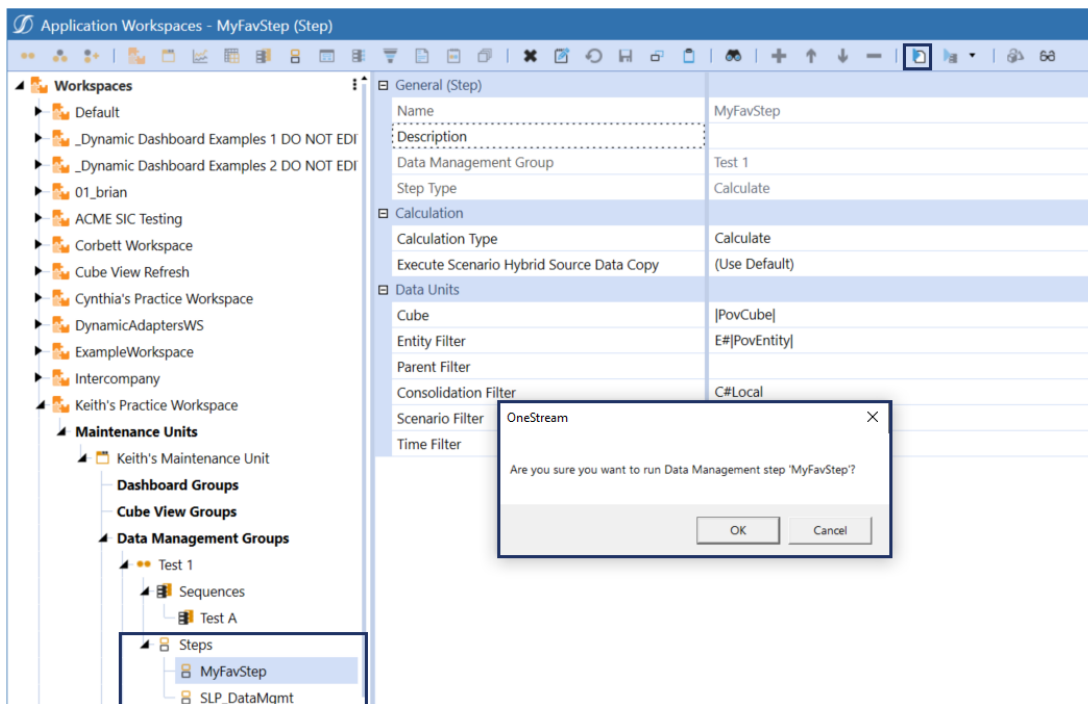 Application Workspaces - MyFavStep (Step)
Workspaces
Default
_Dynamic Dashboard Examples 1 DO NOT EDI
_Dynamic Dashboard Examples 2 DO NOT EDI
01_brian
ACME SIC Testing
Corbett Workspace
Cube View Refresh
Cynthia's Practice Workspace
DynamicAdaptersWS
ExampleWorkspace
Intercompany
Keith's Practice Workspace
Maintenance Units
Keith's Maintenance Unit
Dashboard Groups
Cube View Groups
Data Management Groups
Test 1
Sequences
Test A
Steps
MyFavStep
SLP_DataMgmt
General (Step)
Name MyFavStep
Description
Data Management Group Test 1
Step Type Calculate
Calculation
Calculation Type Calculate
Execute Scenario Hybrid Source Data Copy (Use Default)
Data Units
Cube |PovCube|
Entity Filter E#|PovEntity|
Parent Filter
Consolidation Filter C#Local
Scenario Filter
Time Filter
OneStream
Are you sure you want to run Data Management step 'MyFavStep'?
OK Cancel